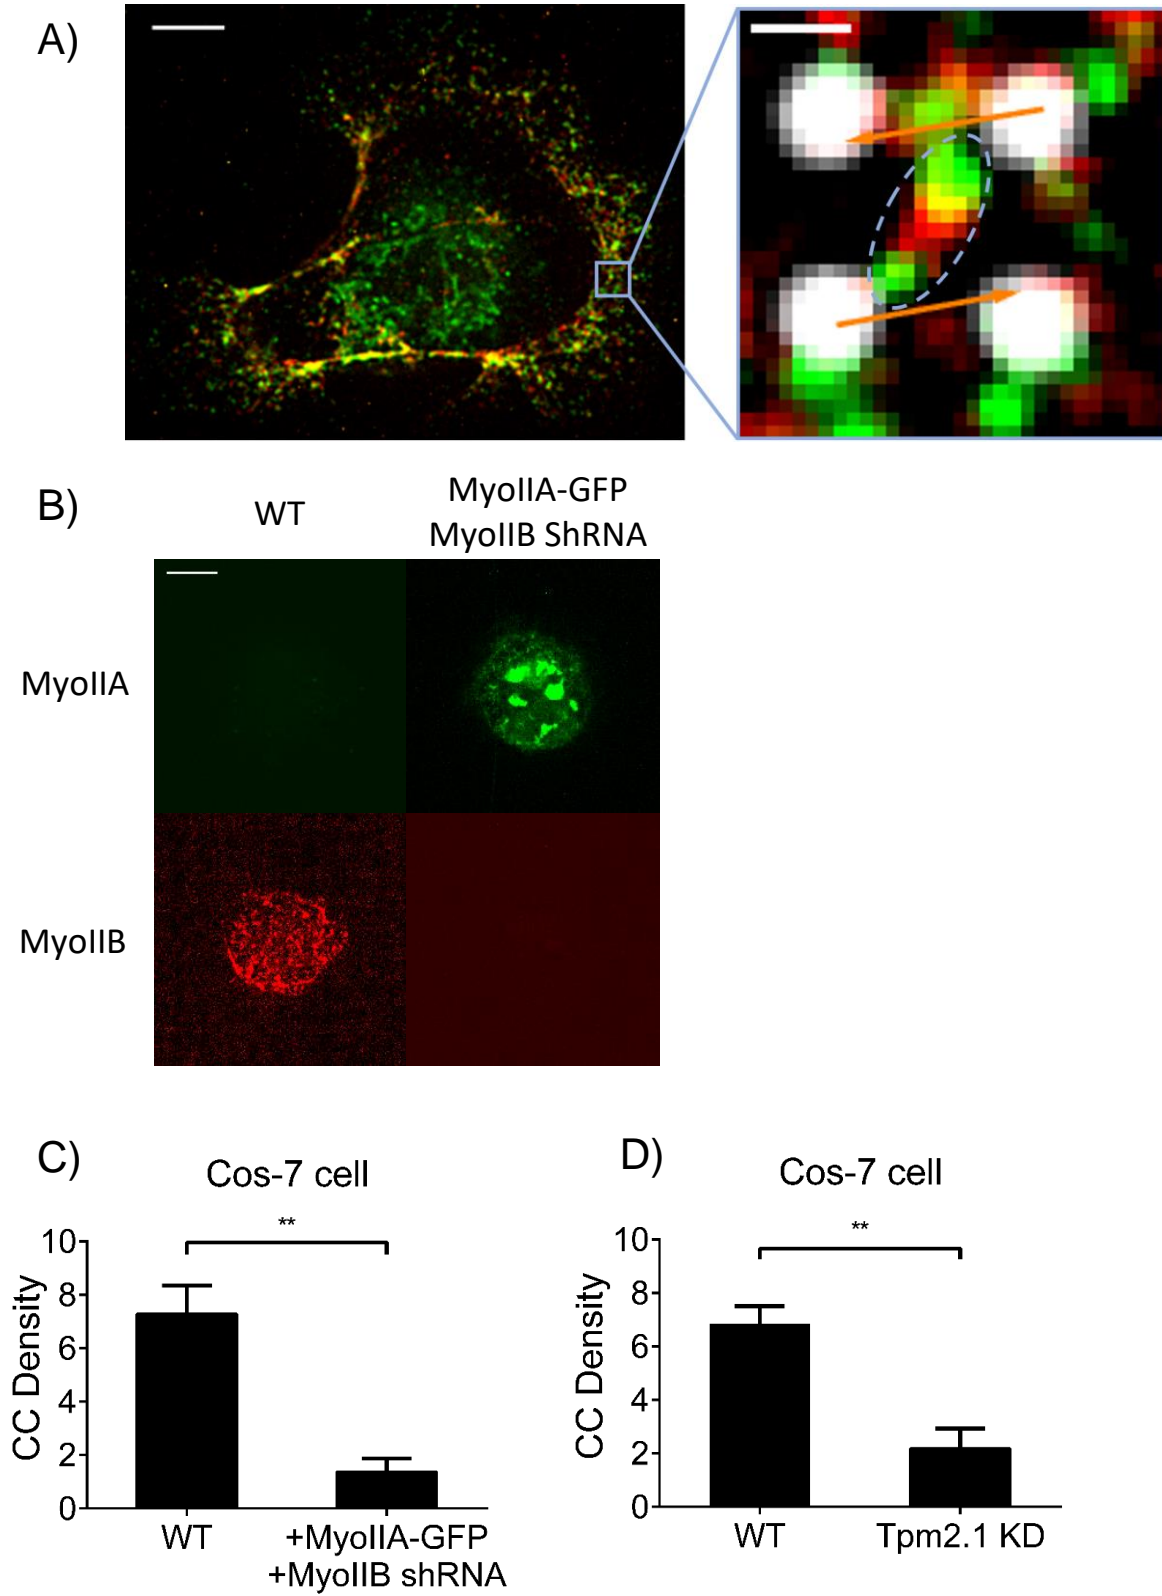 A)
B)
WT
MyoIIA-GFP
MyoIIB ShRNA
MyoIIA
MyoIIB
C)
Cos-7 cell
**
CC Density
10
8
6
4
2
0
WT
+MyoIIA-GFP
+MyoIIB shRNA
D)
Cos-7 cell
**
CC Density
10
8
6
4
2
0
WT
Tpm2.1 KD